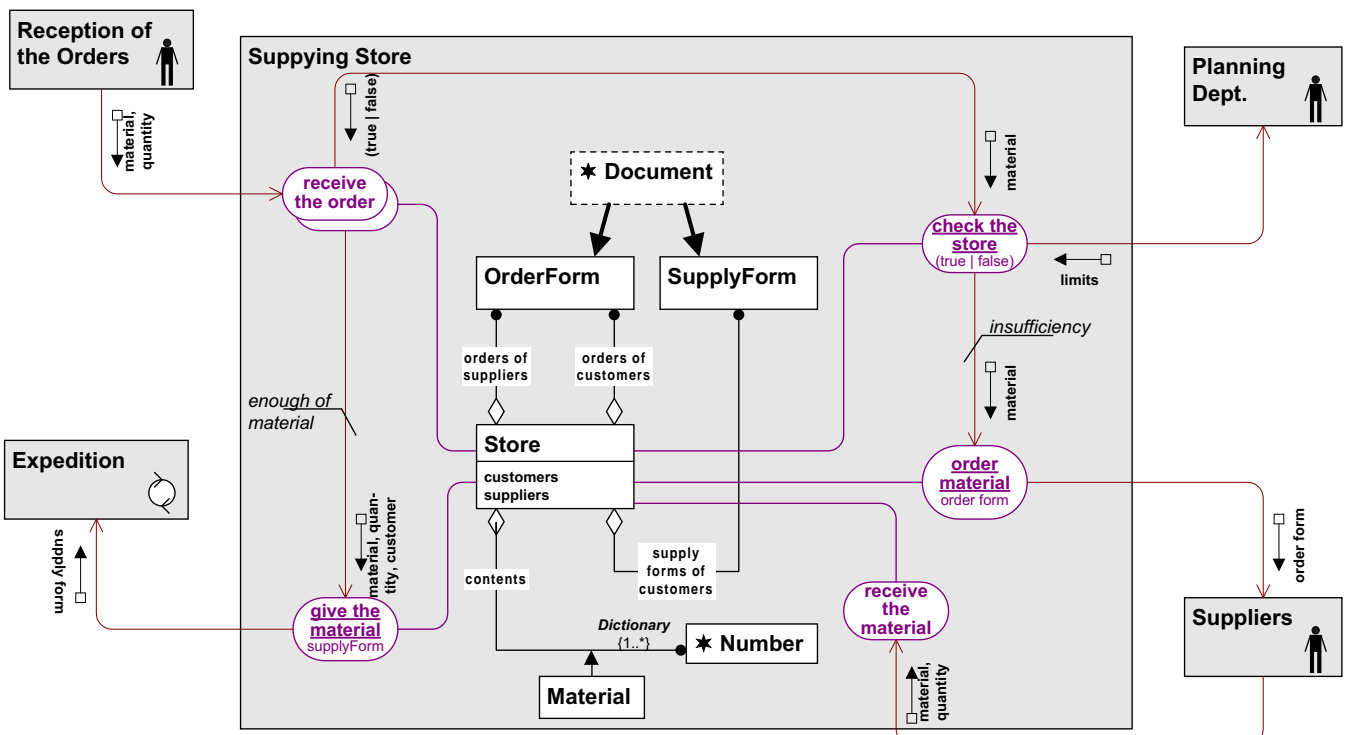 Reception of
the Orders
Suppying Store
Planning
Dept.
material,
quantity
(true | false)
material
receive
the order
✶ Document
check the
store
(true | false)
OrderForm
SupplyForm
limits
insufficiency
orders of
suppliers
orders of
customers
material
enough of
material
Store
customers
suppliers
Expedition
order
material
order form
supply form
material, quan-
tity, customer
contents
supply
forms of
customers
order form
receive
the
material
give the
material
supplyForm
Dictionary
{1..*}
✶ Number
Suppliers
Material
material,
quantity